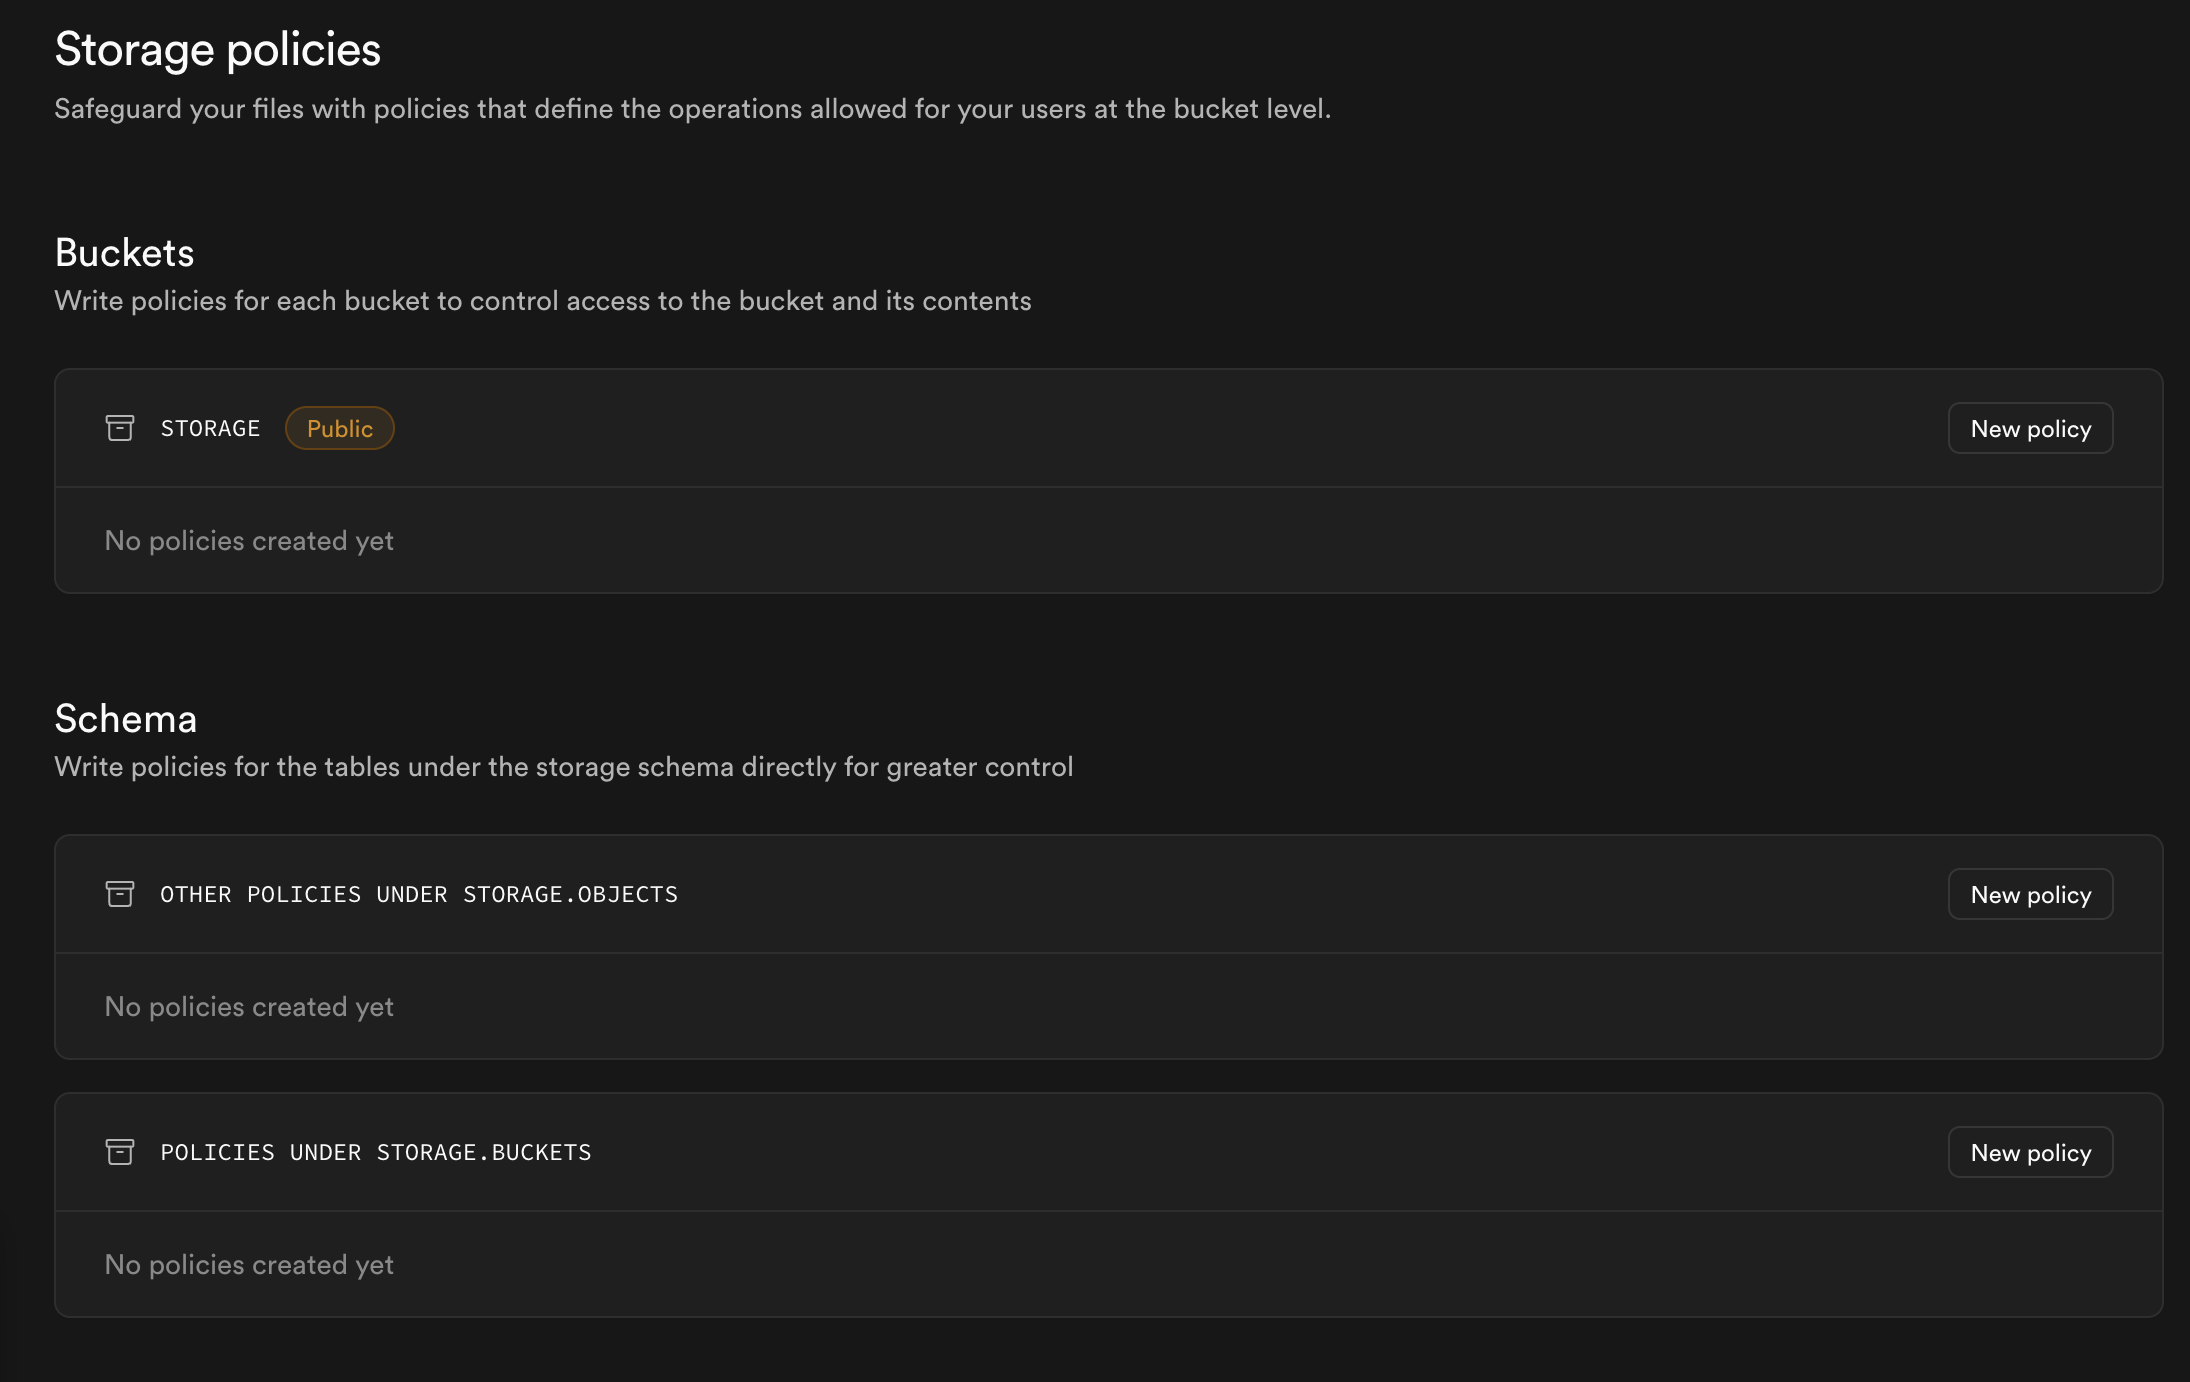 Storage policies
Safeguard your files with policies that define the operations allowed for your users at the bucket level.
Buckets
Write policies for each bucket to control access to the bucket and its contents
STORAGE Public New policy
No policies created yet
Schema
Write policies for the tables under the storage schema directly for greater control
OTHER POLICIES UNDER STORAGE.OBJECTS New policy
No policies created yet
POLICIES UNDER STORAGE.BUCKETS New policy
No policies created yet